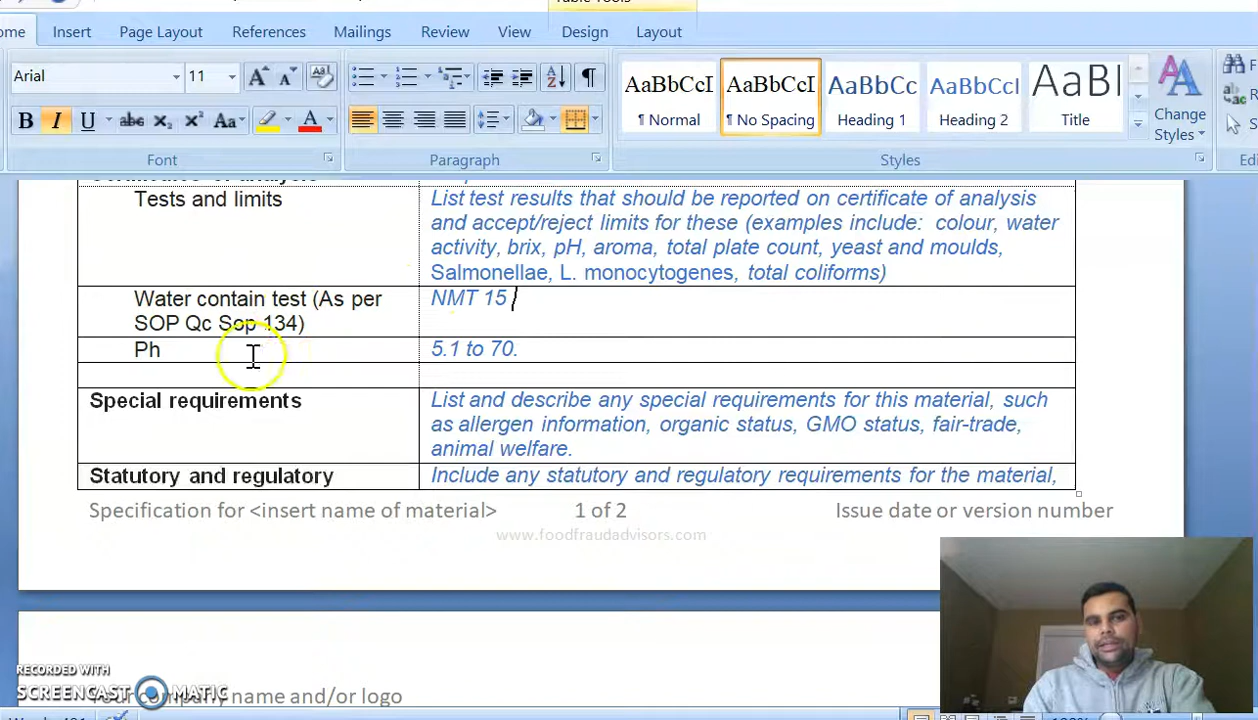 Table Tools
ome Insert Page Layout References Mailings Review View Design Layout
Arial 11
AaBbCcI AaBbCcI AaBbCc AaBbCcI AaBl
¶ Normal ¶ No Spacing Heading 1 Heading 2 Title
Change
Styles
Font Paragraph Styles
Tests and limits
List test results that should be reported on certificate of analysis
and accept/reject limits for these (examples include: colour, water
activity, brix, pH, aroma, total plate count, yeast and moulds,
Salmonellae, L. monocytogenes, total coliforms)
Water contain test (As per
SOP Qc Sop 134)
NMT 15
Ph
5.1 to 70.
Special requirements
List and describe any special requirements for this material, such
as allergen information, organic status, GMO status, fair-trade,
animal welfare.
Statutory and regulatory
Include any statutory and regulatory requirements for the material,
Specification for <insert name of material> 1 of 2 Issue date or version number
www.foodfraudadvisors.com
RECORDED WITH
SCREENCAST MATIC
company name and/or logo